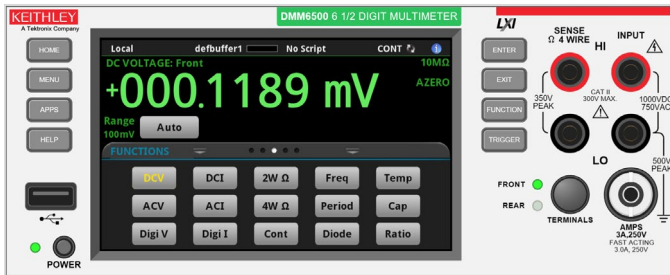 KEITHLEY
A Tektronix Company
DMM6500 6 1/2 DIGIT MULTIMETER
LXI
HOME
MENU
APPS
HELP
POWER
Local defbuffer1 No Script CONT
DC VOLTAGE: Front 10MΩ
+000.1189 mV AZERO
Range
100mV Auto
FUNCTIONS
DCV DCI 2W Ω Freq Temp
ACV ACI 4W Ω Period Cap
Digi V Digi I Cont Diode Ratio
ENTER
EXIT
FUNCTION
TRIGGER
SENSE
Ω 4 WIRE
HI
INPUT
350V
PEAK
CAT II
300V MAX.
1000VDC
750VAC
LO
500V
PEAK
FRONT
REAR
TERMINALS
AMPS
3A,250V
FAST ACTING
3.0A, 250V